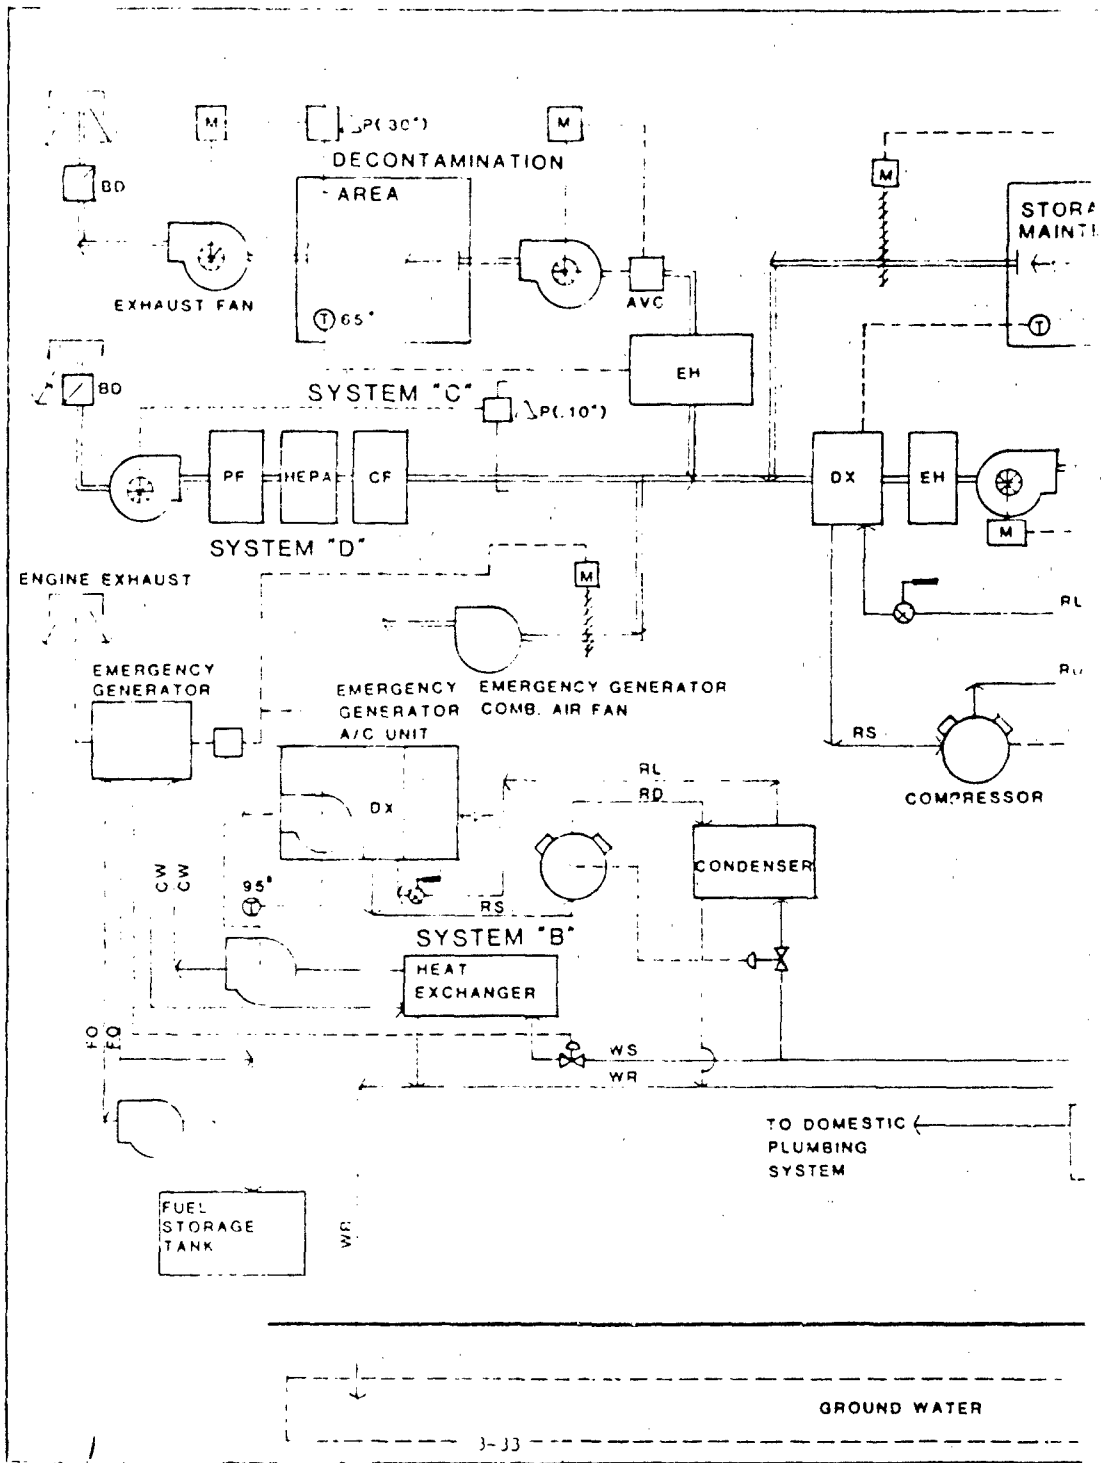 M
P(.30")
M
DECONTAMINATION
AREA
M
BD
STORA
MAINT
EXHAUST FAN
T 65°
AVC
T
EH
BD
SYSTEM "C"
P(.10")
PF
HEPA
CF
DX
EH
SYSTEM "D"
M
ENGINE EXHAUST
M
RL
EMERGENCY
GENERATOR
EMERGENCY
GENERATOR
A/C UNIT
EMERGENCY GENERATOR
COMB. AIR FAN
RS
COMPRESSOR
DX
RL
RD
CONDENSER
CW
CW
95°
T
RS
SYSTEM "B"
HEAT
EXCHANGER
FO
FO
WS
WR
TO DOMESTIC
PLUMBING
SYSTEM
FUEL
STORAGE
TANK
WR
GROUND WATER
3-33